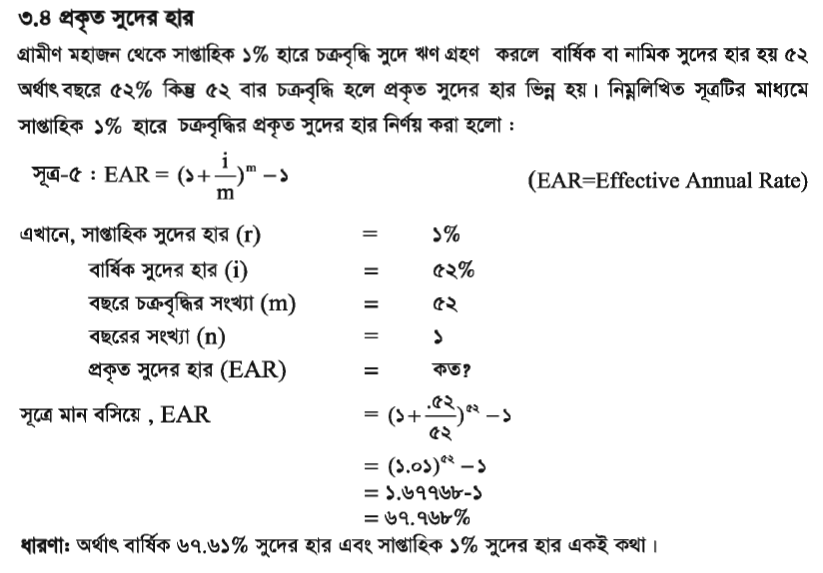 ৩.৪ প্রকৃত সুদের হার
গ্রামীণ মহাজন থেকে সাপ্তাহিক ১% হারে চক্রবৃদ্ধি সুদে ঋণ গ্রহণ করলে বার্ষিক বা নামিক সুদের হার হয় ৫২
অর্থাৎ বছরে ৫২% কিন্তু ৫২ বার চক্রবৃদ্ধি হলে প্রকৃত সুদের হার ভিন্ন হয়। নিম্নলিখিত সূত্রটির মাধ্যমে
সাপ্তাহিক ১% হারে চক্রবৃদ্ধির প্রকৃত সুদের হার নির্ণয় করা হলো :
সূত্র-৫ : EAR = (১+i/m)^m −১ (EAR=Effective Annual Rate)
এখানে, সাপ্তাহিক সুদের হার (r) = ১%
বার্ষিক সুদের হার (i) = ৫২%
বছরে চক্রবৃদ্ধির সংখ্যা (m) = ৫২
বছরের সংখ্যা (n) = ১
প্রকৃত সুদের হার (EAR) = কত?
সূত্রে মান বসিয়ে , EAR = (১+.৫২/৫২)^৫২ −১
= (১.০১)^৫২ −১
= ১.৬৭৭৬৮-১
= ৬৭.৭৬৮%
ধারণা: অর্থাৎ বার্ষিক ৬৭.৬১% সুদের হার এবং সাপ্তাহিক ১% সুদের হার একই কথা।